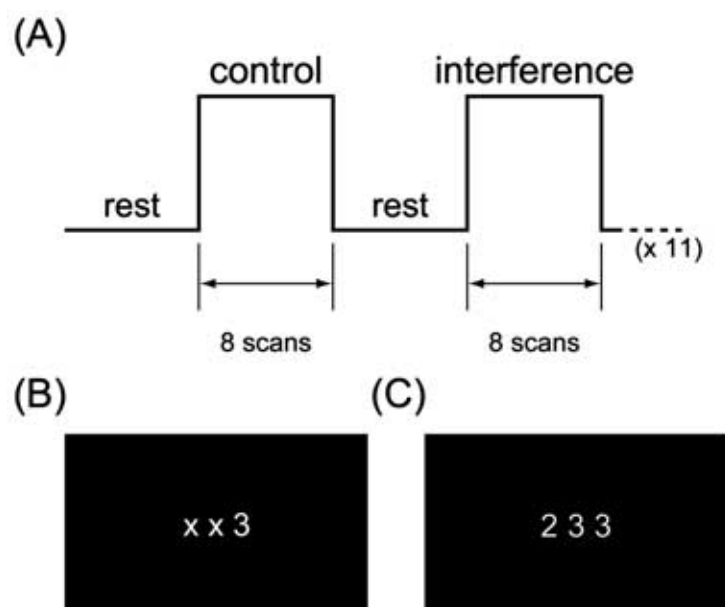 (A)
control interference
rest rest
(x 11)
8 scans 8 scans
(B) (C)
x x 3 2 3 3